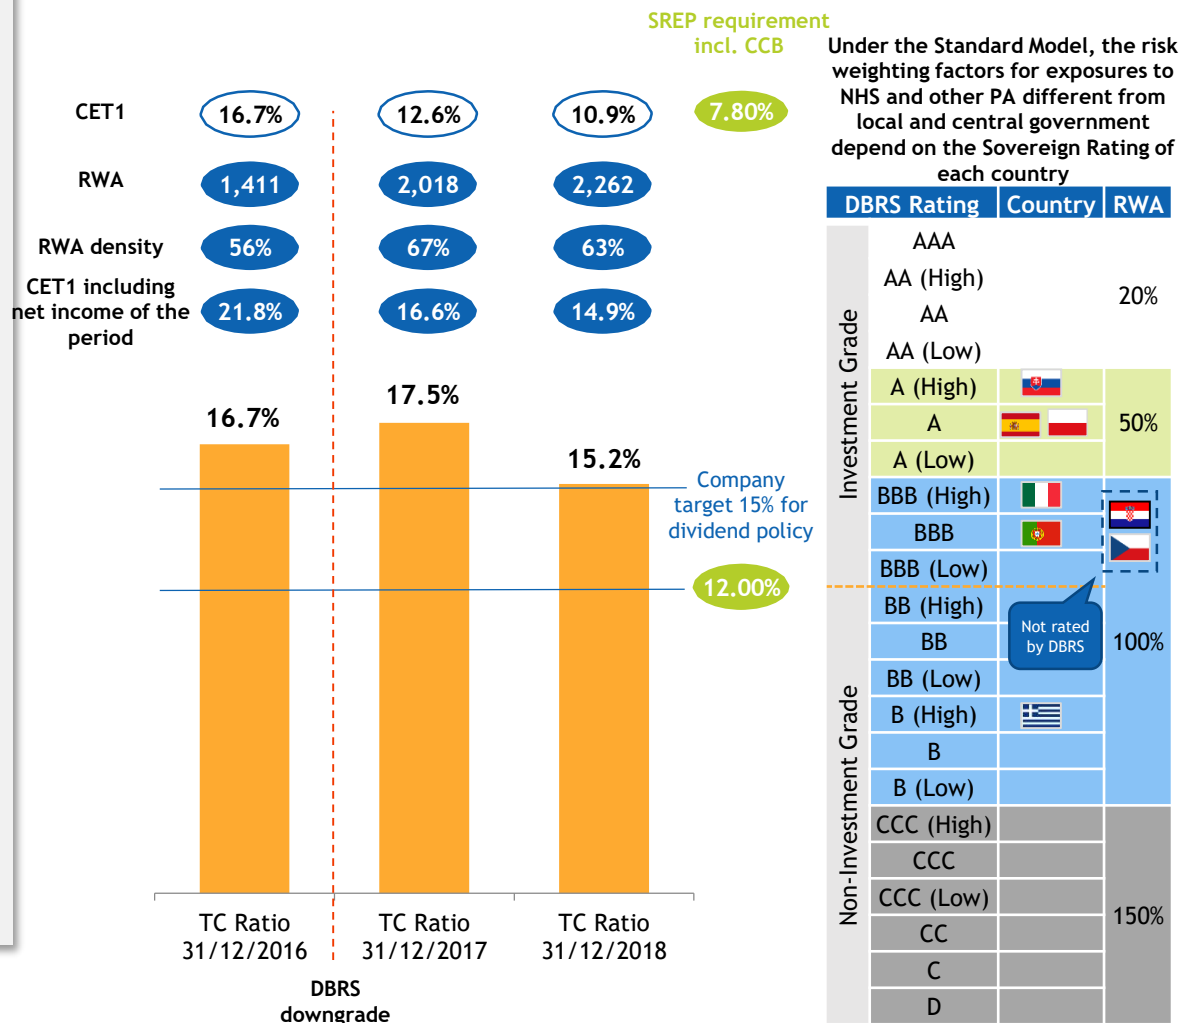 SREP requirement
incl. CCB
CET1
16.7%
12.6%
10.9%
7.80%
RWA
1,411
2,018
2,262
RWA density
56%
67%
63%
CET1 including
net income of the
period
21.8%
16.6%
14.9%
16.7%
17.5%
15.2%
Company
target 15% for
dividend policy
12.00%
TC Ratio
31/12/2016
TC Ratio
31/12/2017
TC Ratio
31/12/2018
DBRS
downgrade
Under the Standard Model, the risk
weighting factors for exposures to
NHS and other PA different from
local and central government
depend on the Sovereign Rating of
each country
DBRS Rating Country RWA
Investment Grade
AAA
AA (High)
AA
AA (Low)
20%
A (High)
A
A (Low)
50%
BBB (High)
BBB
BBB (Low)
Non-Investment Grade
BB (High)
BB
BB (Low)
B (High)
B
B (Low)
Not rated
by DBRS
100%
CCC (High)
CCC
CCC (Low)
CC
C
D
150%